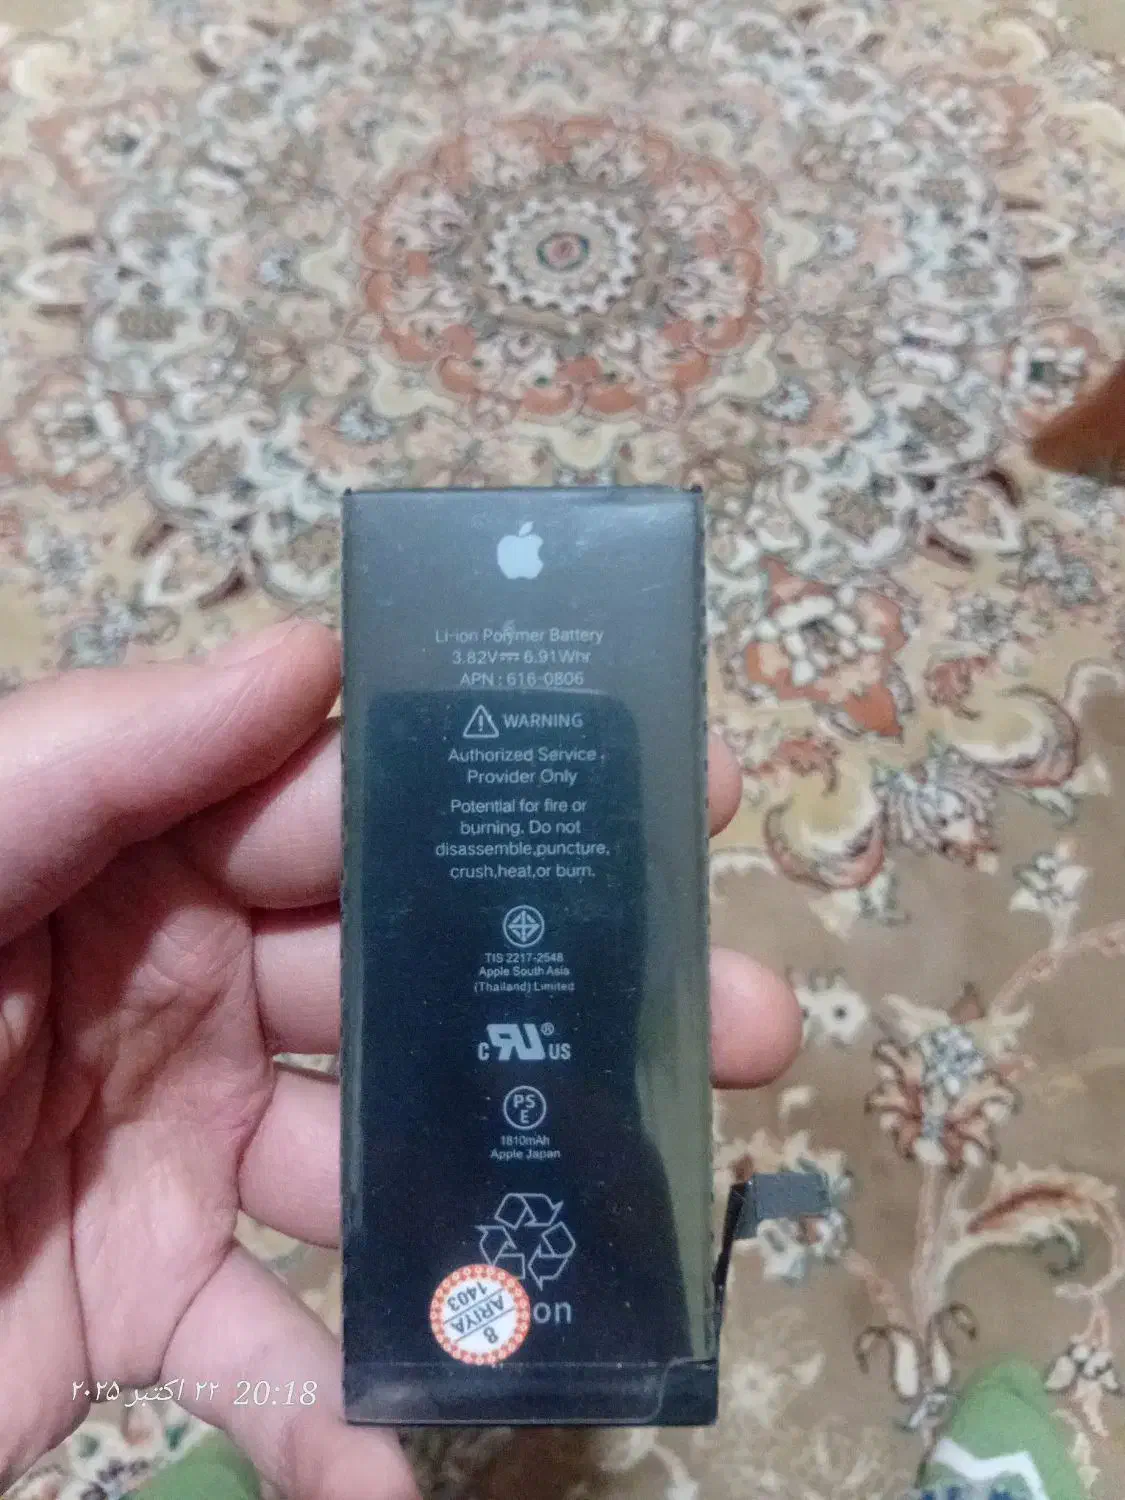 Li-ion Polymer Battery
3.82V⎓6.91Whr
APN : 616-0806
WARNING
Authorized Service
Provider Only
Potential for fire or
burning. Do not
disassemble,puncture,
crush,heat,or burn.
TIS 2217-2548
Apple South Asia
(Thailand) Limited
c RU ® US
PS
E
1810mAh
Apple Japan
on
8
ARIYA
1403
۲۲ اکتبر ۲۰۲۵ 20:18